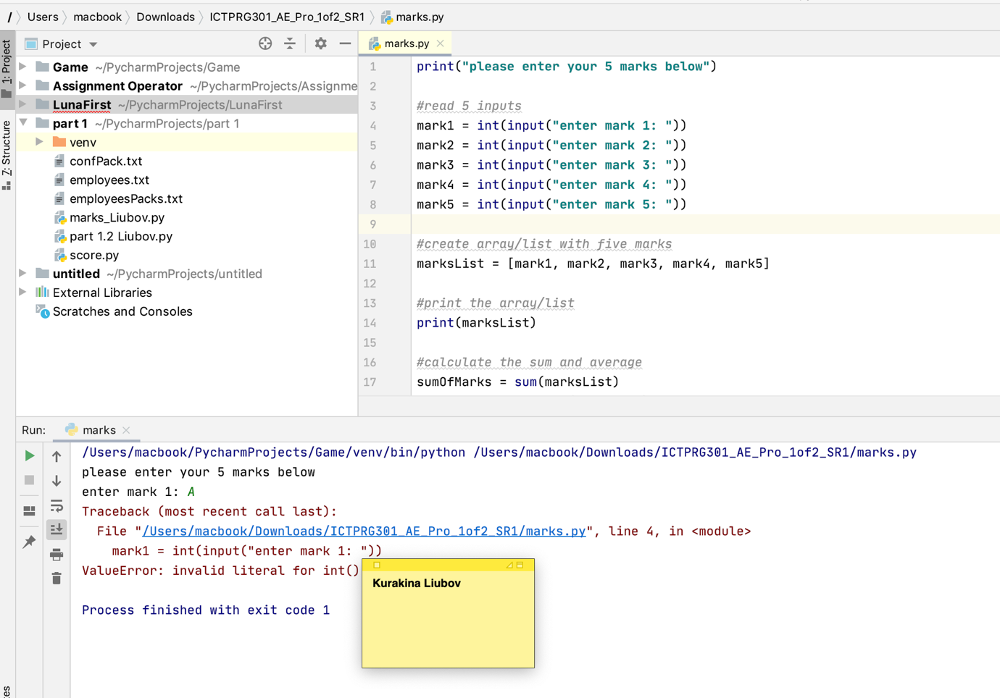 / Users macbook Downloads ICTPRG301_AE_Pro_1of2_SR1 marks.py
1: Project
Z: Structure
Project
Game ~/PycharmProjects/Game
Assignment Operator ~/PycharmProjects/Assignme
LunaFirst ~/PycharmProjects/LunaFirst
part 1 ~/PycharmProjects/part 1
venv
confPack.txt
employees.txt
employeesPacks.txt
marks_Liubov.py
part 1.2 Liubov.py
score.py
untitled ~/PycharmProjects/untitled
External Libraries
Scratches and Consoles
marks.py
1 print("please enter your 5 marks below")
2
3 #read 5 inputs
4 mark1 = int(input("enter mark 1: "))
5 mark2 = int(input("enter mark 2: "))
6 mark3 = int(input("enter mark 3: "))
7 mark4 = int(input("enter mark 4: "))
8 mark5 = int(input("enter mark 5: "))
9
10 #create array/list with five marks
11 marksList = [mark1, mark2, mark3, mark4, mark5]
12
13 #print the array/list
14 print(marksList)
15
16 #calculate the sum and average
17 sumOfMarks = sum(marksList)
Run: marks
/Users/macbook/PycharmProjects/Game/venv/bin/python /Users/macbook/Downloads/ICTPRG301_AE_Pro_1of2_SR1/marks.py
please enter your 5 marks below
enter mark 1: A
Traceback (most recent call last):
File "/Users/macbook/Downloads/ICTPRG301_AE_Pro_1of2_SR1/marks.py", line 4, in <module>
mark1 = int(input("enter mark 1: "))
ValueError: invalid literal for int()
Kurakina Liubov
Process finished with exit code 1